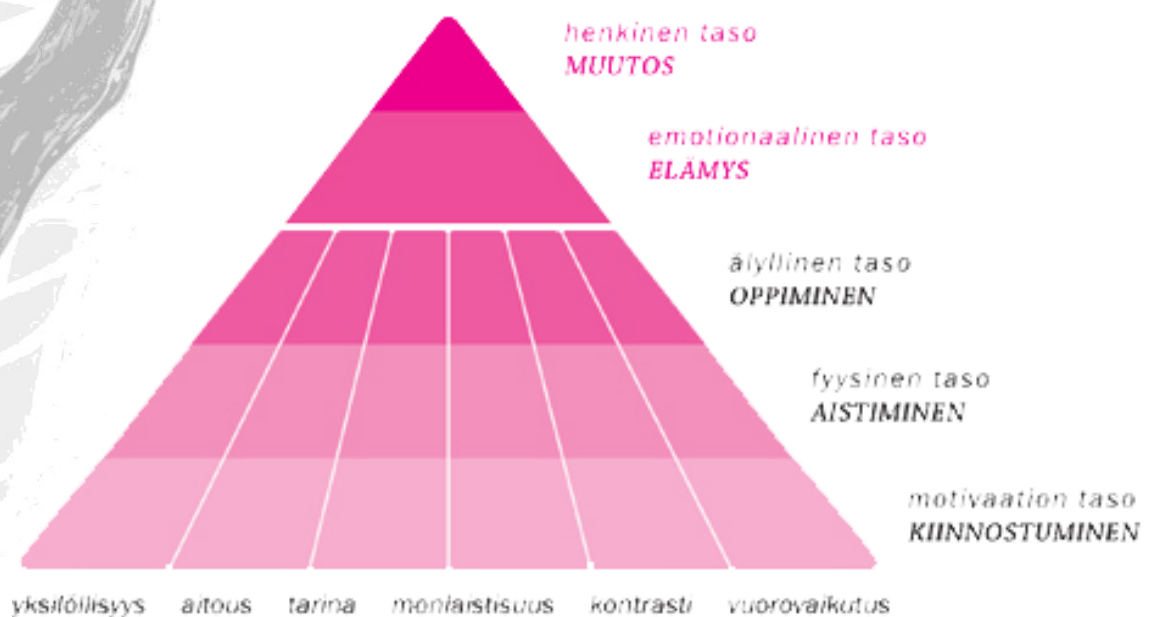 henkinen taso
MUUTOS
emotionaalinen taso
ELÄMYS
älyllinen taso
OPPIMINEN
fyysinen taso
AISTIMINEN
motivaation taso
KIINNOSTUMINEN
yksilöllisyys aitous tarina moniaistisuus kontrasti vuorovaikutus